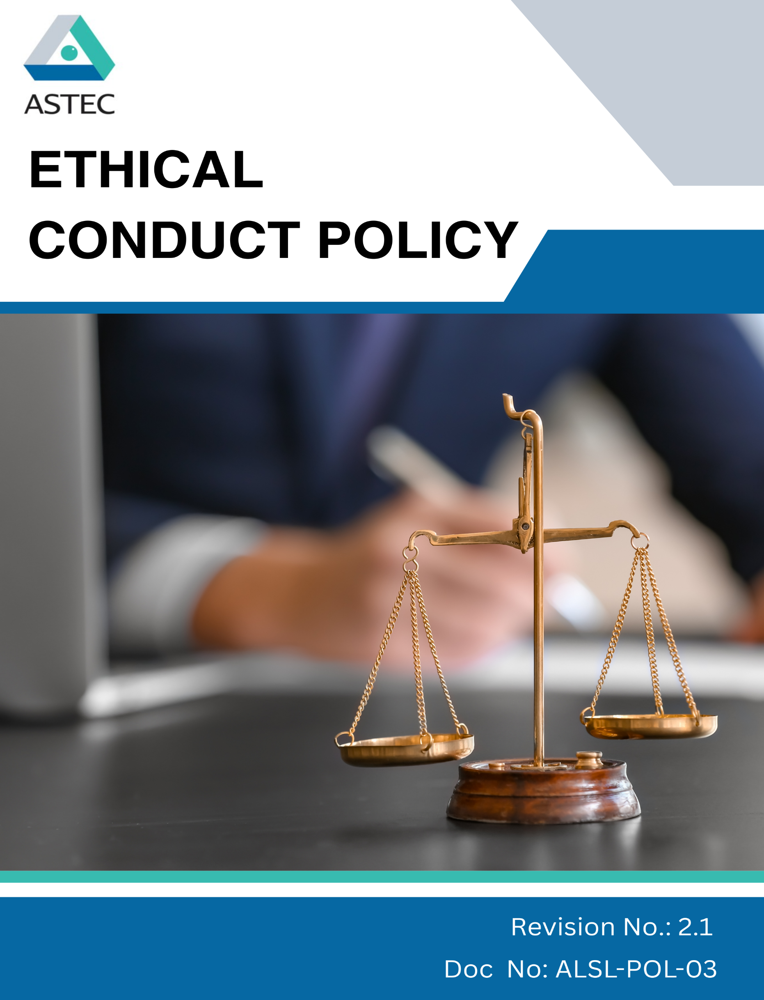 ASTEC
ETHICAL
CONDUCT POLICY
Revision No.: 2.1
Doc No: ALSL-POL-03